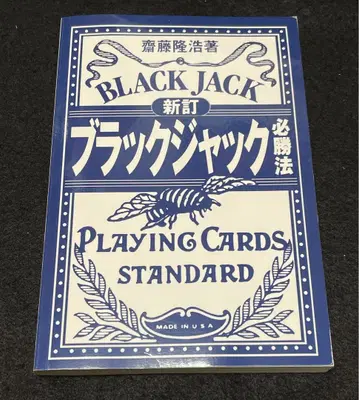 齋藤隆浩著
BLACK JACK
新訂
ブラックジャック必勝法
PLAYING CARDS
STANDARD
MADE IN U S A